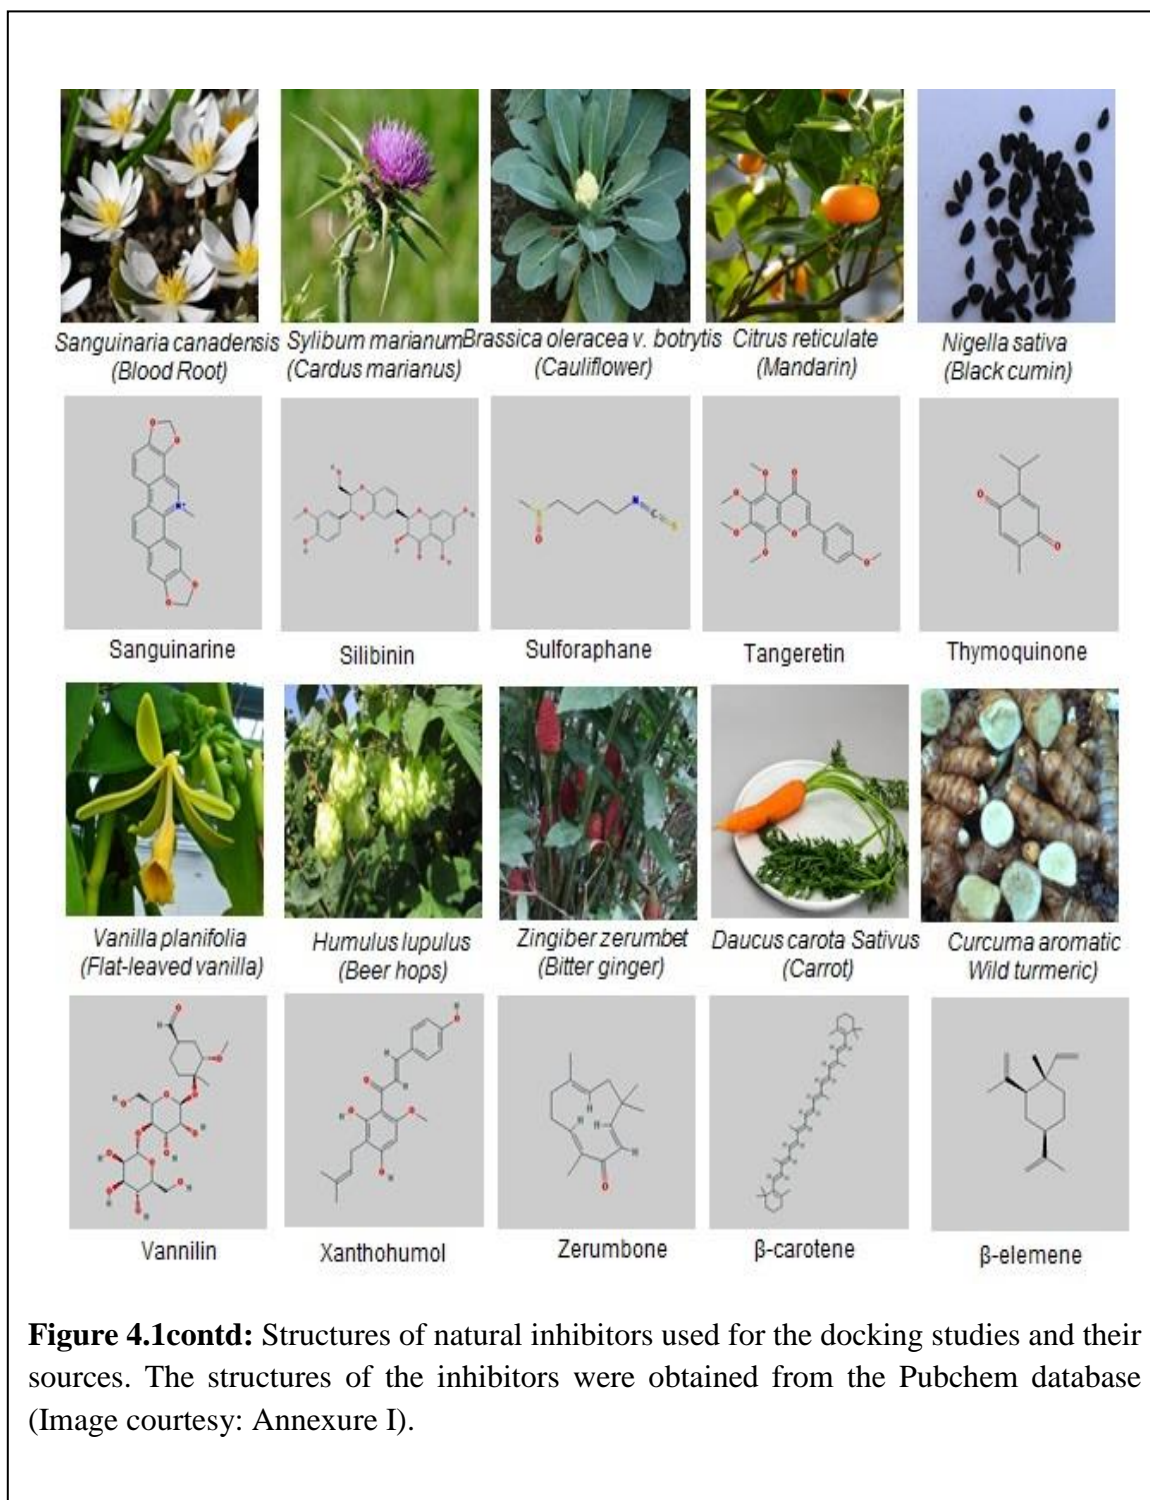 Sanguinaria canadensis Sylibum marianum Brassica oleracea v. botrytis Citrus reticulate Nigella sativa
(Blood Root) (Cardus marianus) (Cauliflower) (Mandarin) (Black cumin)
Sanguinarine Silibinin Sulforaphane Tangeretin Thymoquinone
Vanilla planifolia Humulus lupulus Zingiber zerumbet Daucus carota Sativus Curcuma aromatic
(Flat-leaved vanilla) (Beer hops) (Bitter ginger) (Carrot) Wild turmeric)
Vannilin Xanthohumol Zerumbone β-carotene β-elemene
Figure 4.1contd: Structures of natural inhibitors used for the docking studies and their
sources. The structures of the inhibitors were obtained from the Pubchem database
(Image courtesy: Annexure I).